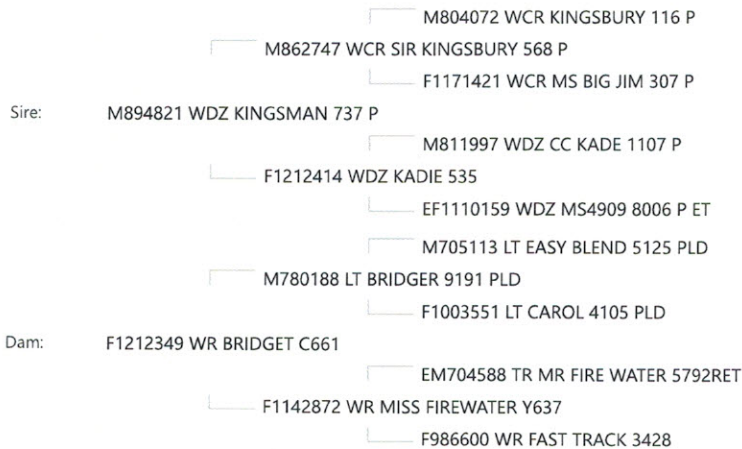 M804072 WCR KINGSBURY 116 P
M862747 WCR SIR KINGSBURY 568 P
F1171421 WCR MS BIG JIM 307 P
Sire: M894821 WDZ KINGSMAN 737 P
M811997 WDZ CC KADE 1107 P
F1212414 WDZ KADIE 535
EF1110159 WDZ MS4909 8006 P ET
M705113 LT EASY BLEND 5125 PLD
M780188 LT BRIDGER 9191 PLD
F1003551 LT CAROL 4105 PLD
Dam: F1212349 WR BRIDGET C661
EM704588 TR MR FIRE WATER 5792RET
F1142872 WR MISS FIREWATER Y637
F986600 WR FAST TRACK 3428